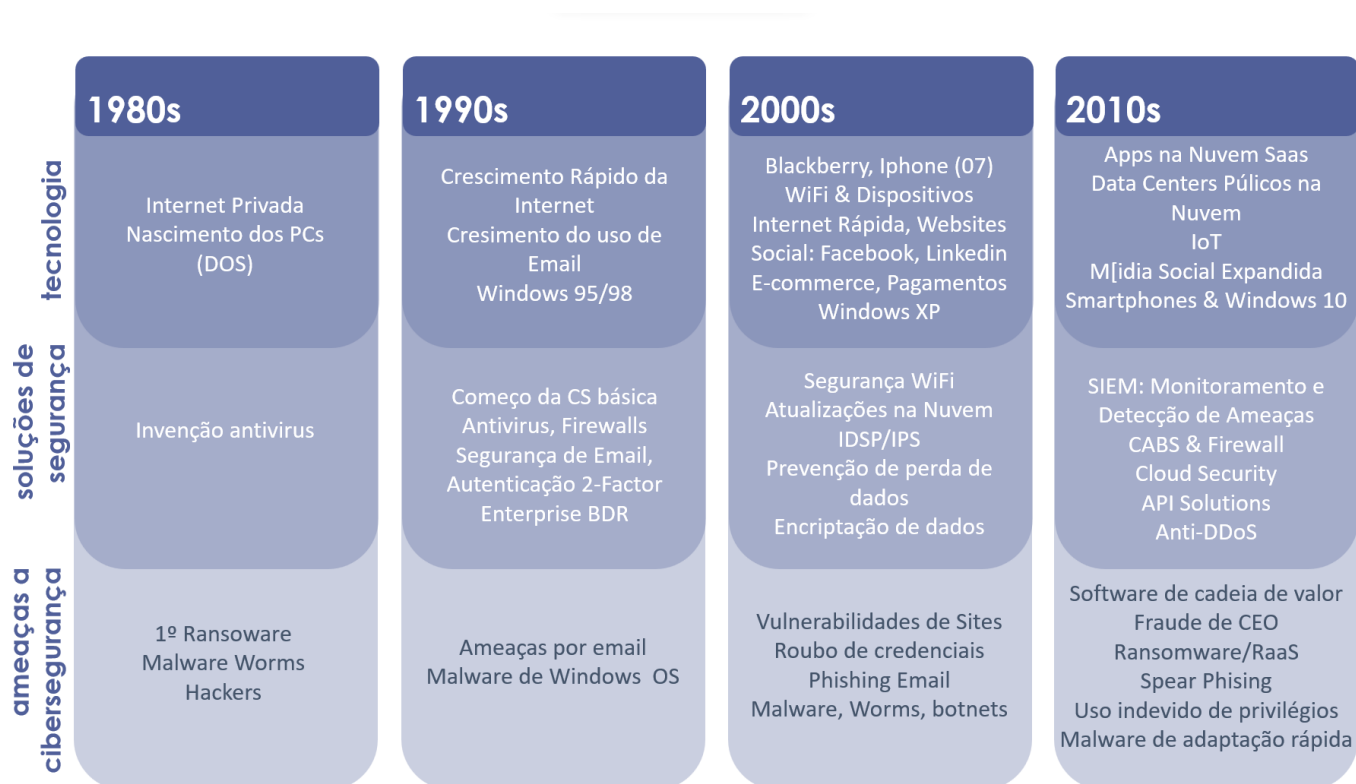 1980s
1990s
2000s
2010s
tecnologia
Internet Privada
Nascimento dos PCs
(DOS)
Crescimento Rápido da
Internet
Cresimento do uso de
Email
Windows 95/98
Blackberry, Iphone (07)
WiFi & Dispositivos
Internet Rápida, Websites
Social: Facebook, Linkedin
E-commerce, Pagamentos
Windows XP
Apps na Nuvem Saas
Data Centers Púlicos na
Nuvem
IoT
M[idia Social Expandida
Smartphones & Windows 10
soluções de
segurança
Invenção antivirus
Começo da CS básica
Antivirus, Firewalls
Segurança de Email,
Autenticação 2-Factor
Enterprise BDR
Segurança WiFi
Atualizações na Nuvem
IDSP/IPS
Prevenção de perda de
dados
Encriptação de dados
SIEM: Monitoramento e
Detecção de Ameaças
CABS & Firewall
Cloud Security
API Solutions
Anti-DDoS
ameaças a
cibersegurança
1º Ransoware
Malware Worms
Hackers
Ameaças por email
Malware de Windows OS
Vulnerabilidades de Sites
Roubo de credenciais
Phishing Email
Malware, Worms, botnets
Software de cadeia de valor
Fraude de CEO
Ransomware/RaaS
Spear Phising
Uso indevido de privilégios
Malware de adaptação rápida